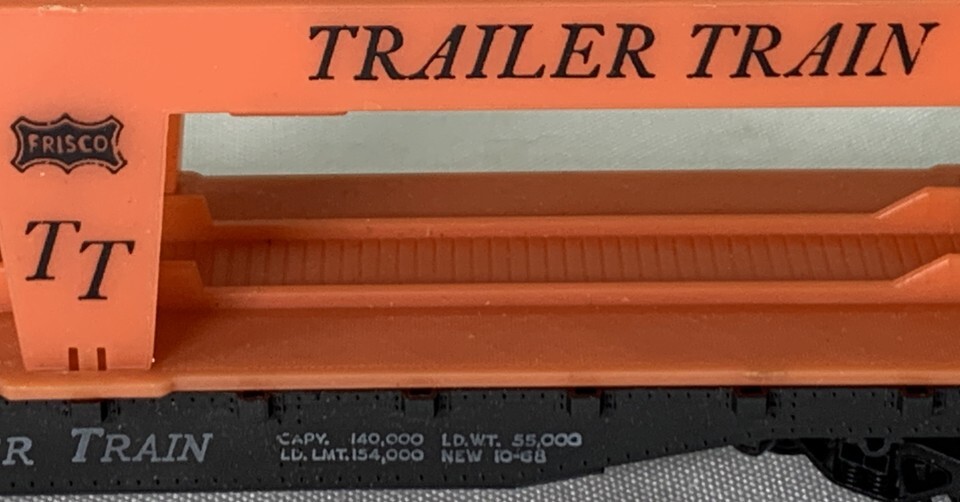 TRAILER TRAIN
FRISCO
TT
R TRAIN
CAPY. 140,000 LD.WT. 55,000
LD. LMT. 154,000 NEW 10-68